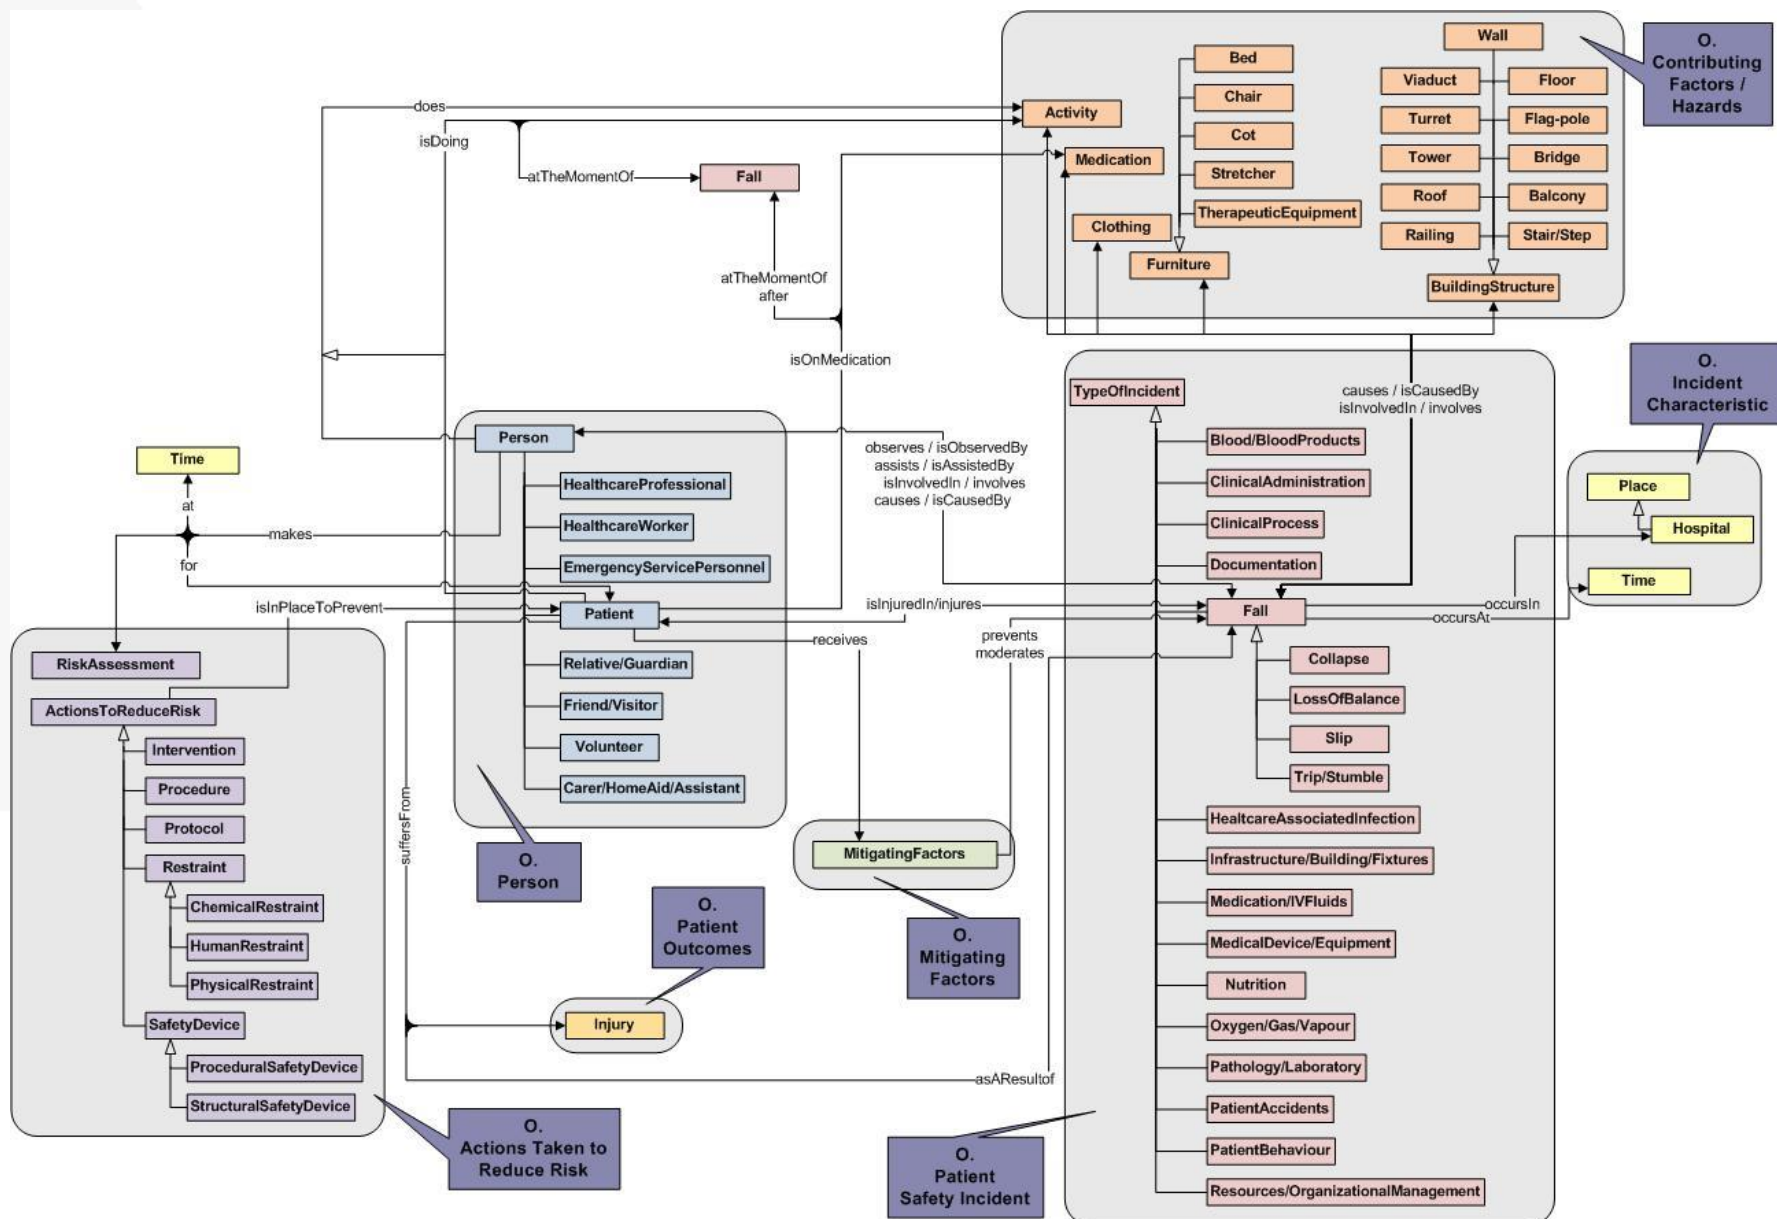 O.
Contributing
Factors /
Hazards
Wall
Bed
Viaduct
Floor
Chair
Activity
Turret
Flag-pole
Cot
Medication
Tower
Bridge
Stretcher
Roof
Balcony
TherapeuticEquipment
Clothing
Railing
Stair/Step
Furniture
BuildingStructure
does
isDoing
atTheMomentOf
Fall
atTheMomentOf
after
isOnMedication
causes / isCausedBy
isInvolvedIn / involves
O.
Incident
Characteristic
Place
Hospital
Time
occursIn
occursAt
Time
at
makes
for
isInPlaceToPrevent
Person
HealthcareProfessional
HealthcareWorker
EmergencyServicePersonnel
Patient
Relative/Guardian
Friend/Visitor
Volunteer
Carer/HomeAid/Assistant
O.
Person
observes / isObservedBy
assists / isAssistedBy
isInvolvedIn / involves
causes / isCausedBy
isInjuredIn/injures
receives
prevents
moderates
TypeOfIncident
Blood/BloodProducts
ClinicalAdministration
ClinicalProcess
Documentation
Fall
Collapse
LossOfBalance
Slip
Trip/Stumble
HealtcareAssociatedInfection
Infrastructure/Building/Fixtures
Medication/IVFluids
MedicalDevice/Equipment
Nutrition
Oxygen/Gas/Vapour
Pathology/Laboratory
PatientAccidents
PatientBehaviour
Resources/OrganizationalManagement
O.
Patient
Safety Incident
RiskAssessment
ActionsToReduceRisk
Intervention
Procedure
Protocol
Restraint
ChemicalRestraint
HumanRestraint
PhysicalRestraint
SafetyDevice
ProceduralSafetyDevice
StructuralSafetyDevice
O.
Actions Taken to
Reduce Risk
suffersFrom
MitigatingFactors
O.
Mitigating
Factors
O.
Patient
Outcomes
Injury
asAResultof